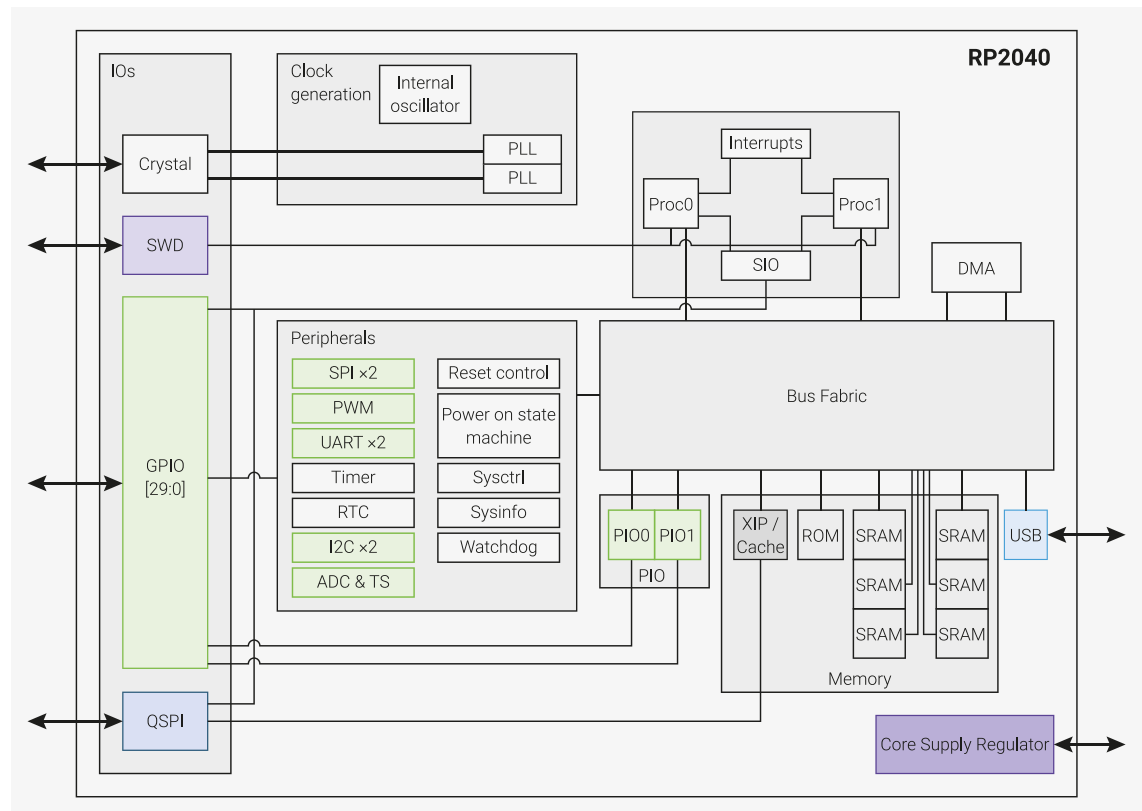 RP2040
IOs
Clock
generation
Internal
oscillator
Crystal
PLL
PLL
Interrupts
Proc0
Proc1
SWD
SIO
DMA
Peripherals
SPI ×2
PWM
UART ×2
Timer
RTC
I2C ×2
ADC & TS
Reset control
Power on state
machine
Sysctrl
Sysinfo
Watchdog
Bus Fabric
GPIO
[29:0]
PIO0
PIO1
PIO
XIP /
Cache
ROM
SRAM
SRAM
SRAM
SRAM
SRAM
SRAM
Memory
USB
QSPI
Core Supply Regulator